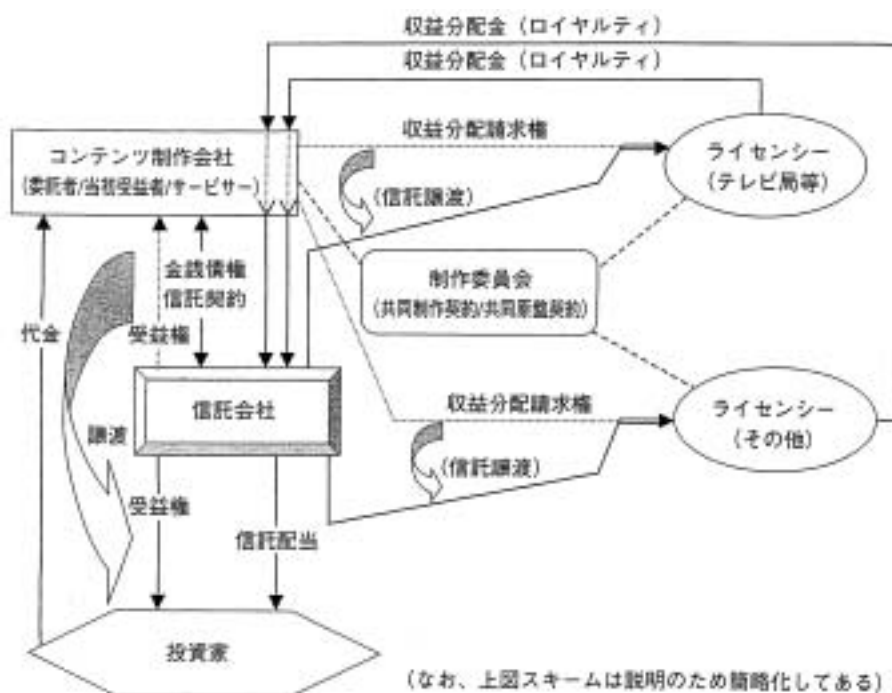 収益分配金（ロイヤルティ）
収益分配金（ロイヤルティ）
収益分配請求権
コンテンツ制作会社
(委託者/当初受益者/サービサー)
ライセンシー
(テレビ局等)
(信託譲渡)
金銭債権
信託契約
制作委員会
(共同制作契約/共同原盤契約)
代金
受益権
信託会社
収益分配請求権
ライセンシー
(その他)
譲渡
(信託譲渡)
受益権
信託配当
投資家
(なお、上図スキームは説明のため簡略化してある)